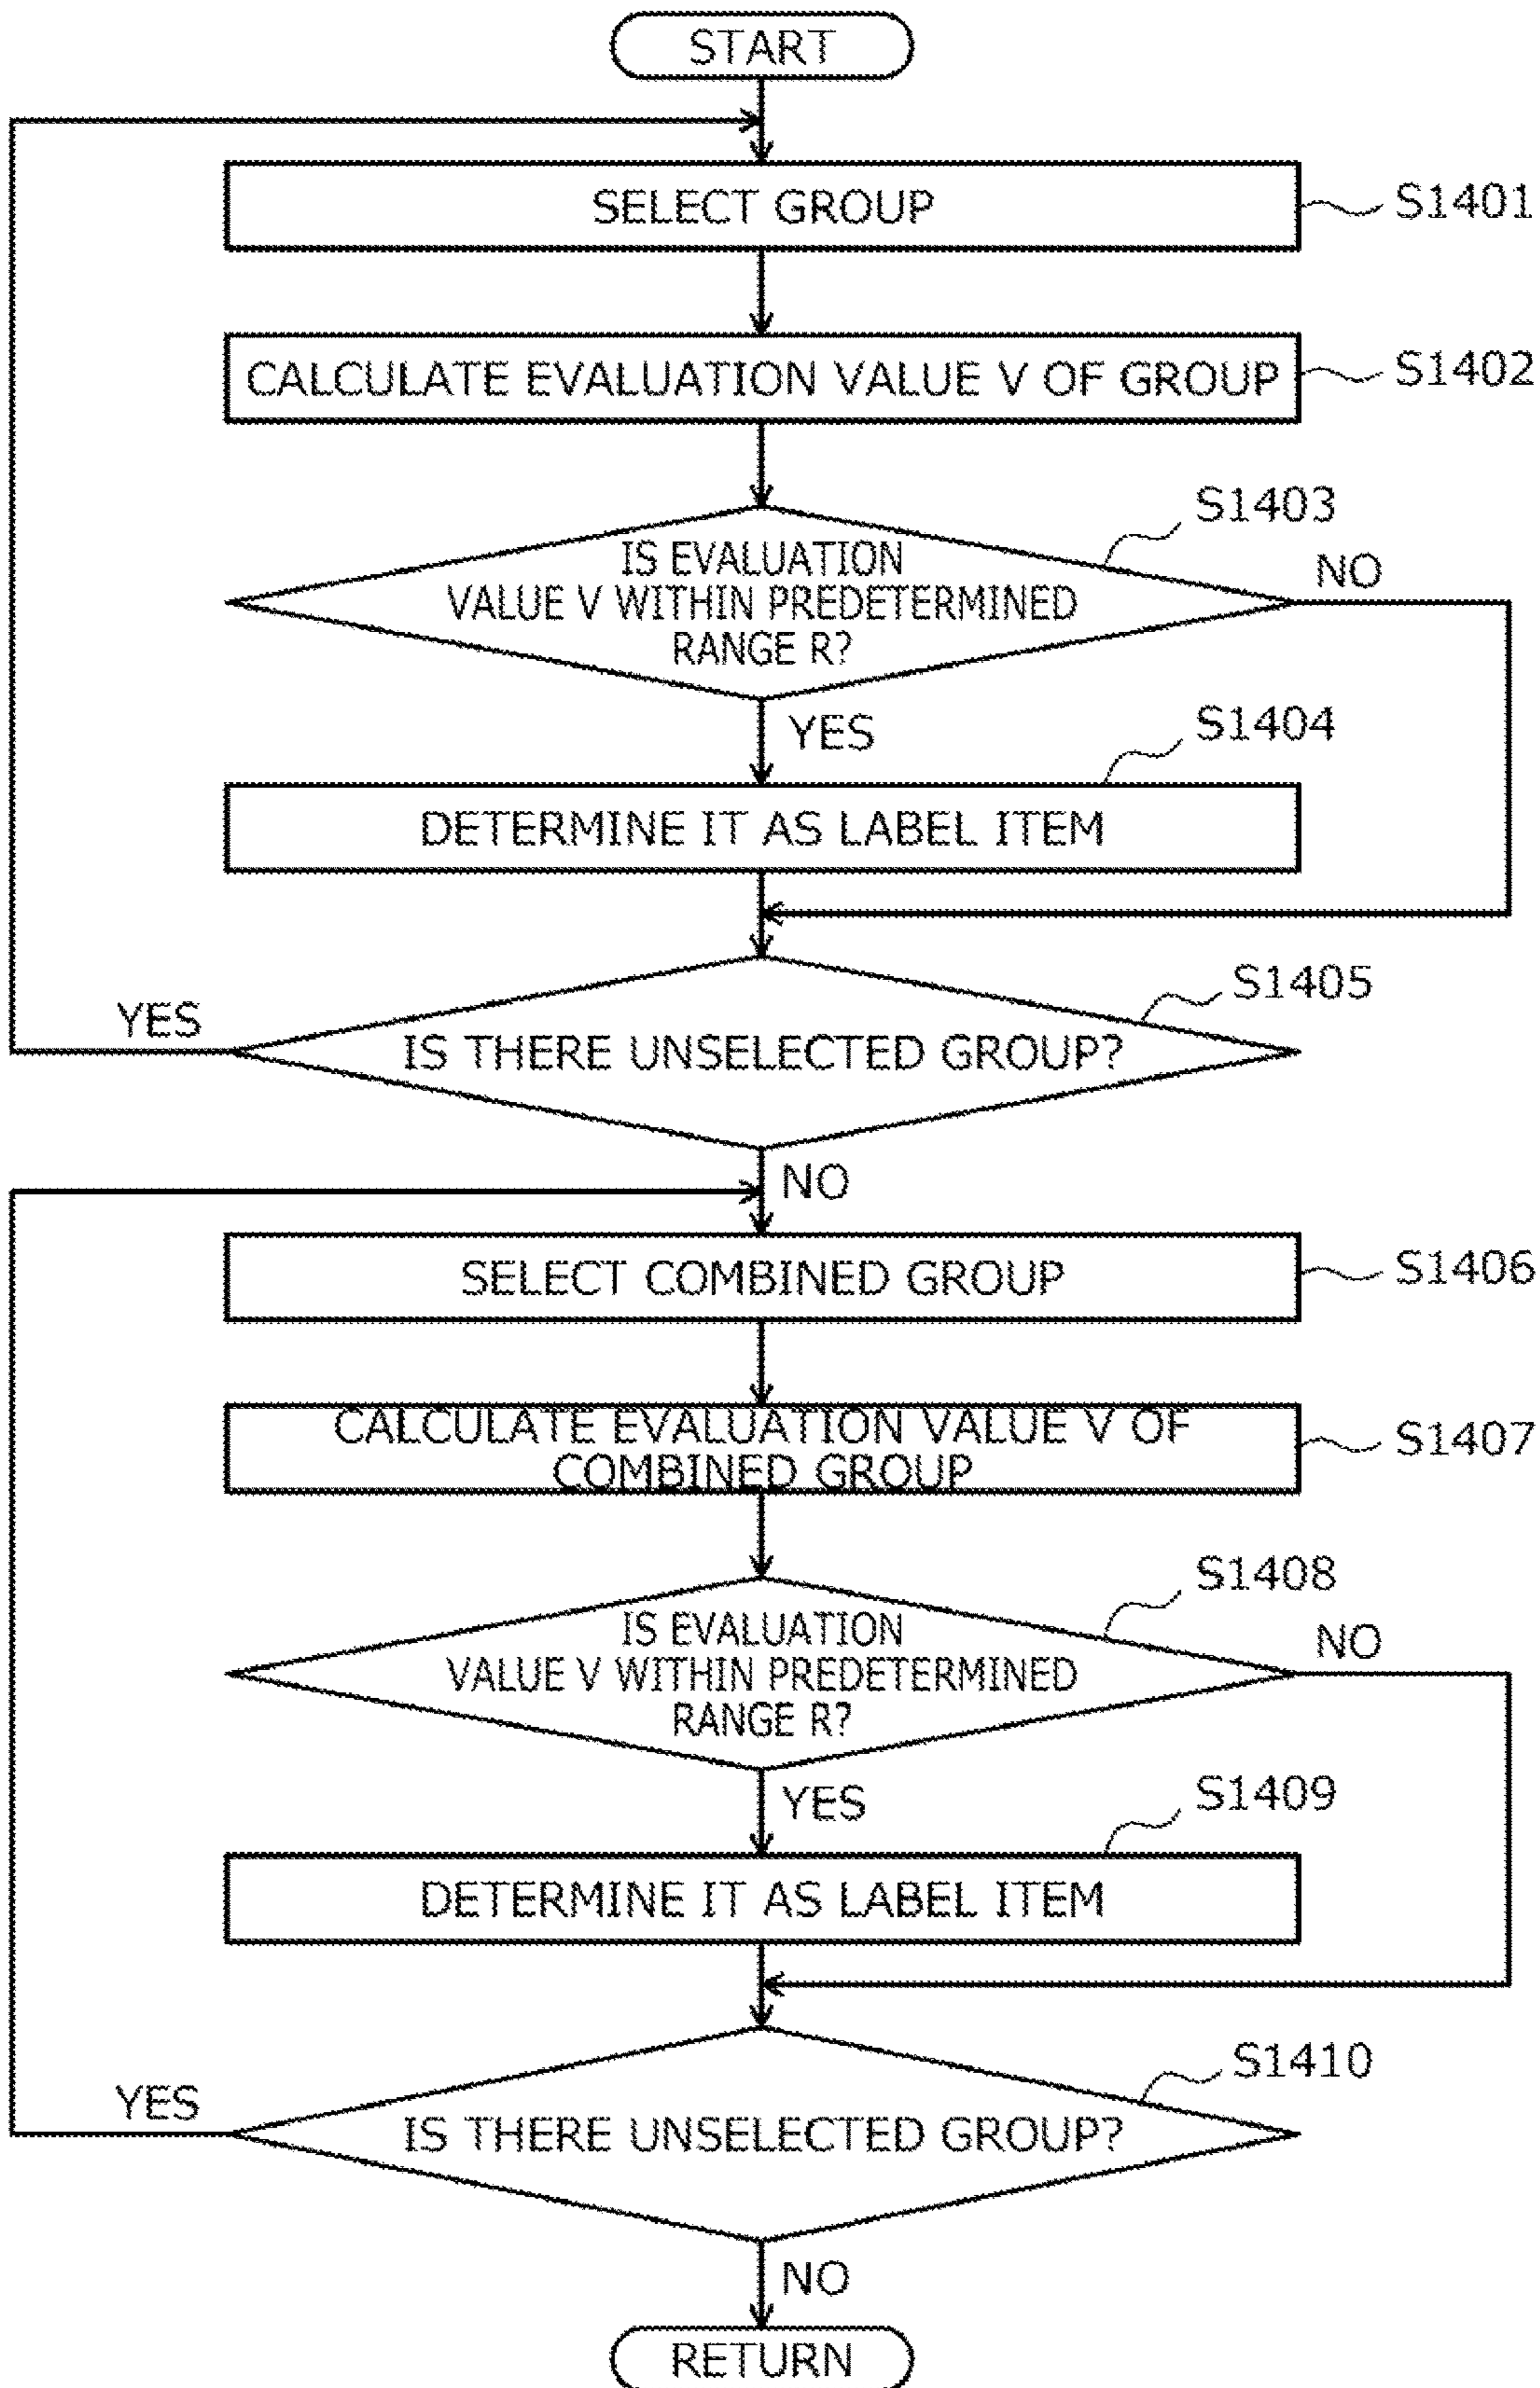 START
SELECT GROUP
S1401
CALCULATE EVALUATION VALUE V OF GROUP
S1402
S1403
IS EVALUATION
VALUE V WITHIN PREDETERMINED
RANGE R?
NO
YES
S1404
DETERMINE IT AS LABEL ITEM
S1405
YES
IS THERE UNSELECTED GROUP?
NO
SELECT COMBINED GROUP
S1406
CALCULATE EVALUATION VALUE V OF
COMBINED GROUP
S1407
S1408
IS EVALUATION
VALUE V WITHIN PREDETERMINED
RANGE R?
NO
YES
S1409
DETERMINE IT AS LABEL ITEM
S1410
YES
IS THERE UNSELECTED GROUP?
NO
RETURN